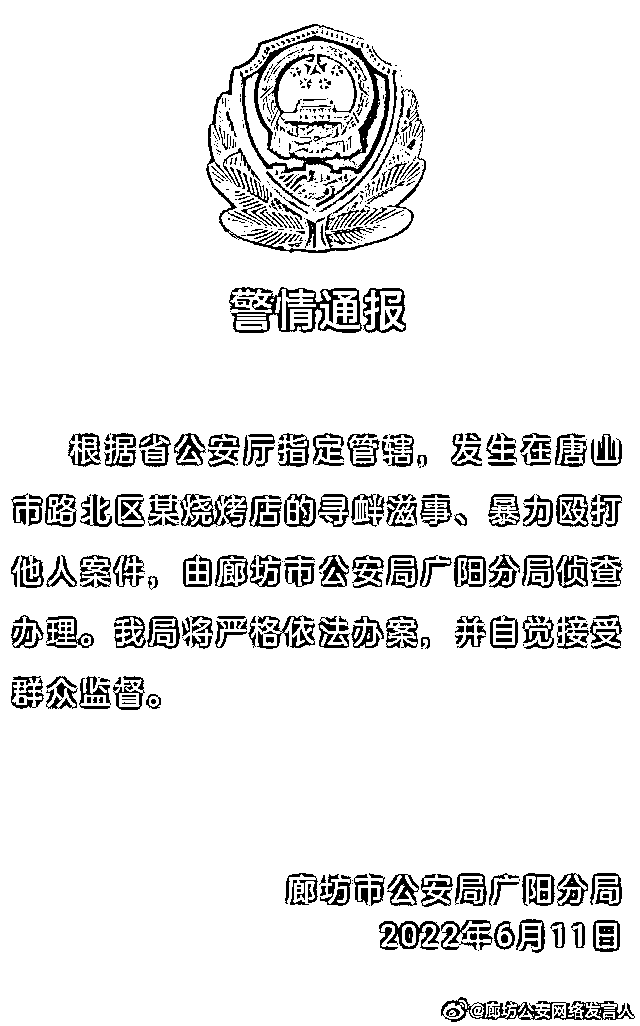 警情通报
根据省公安厅指定管辖，发生在唐山
市路北区某烧烤店的寻衅滋事、暴力殴打
他人案件，由廊坊市公安局广阳分局侦查
办理。我局将严格依法办案，并自觉接受
群众监督。
廊坊市公安局广阳分局
2022年6月11日
@廊坊公安网络发言人